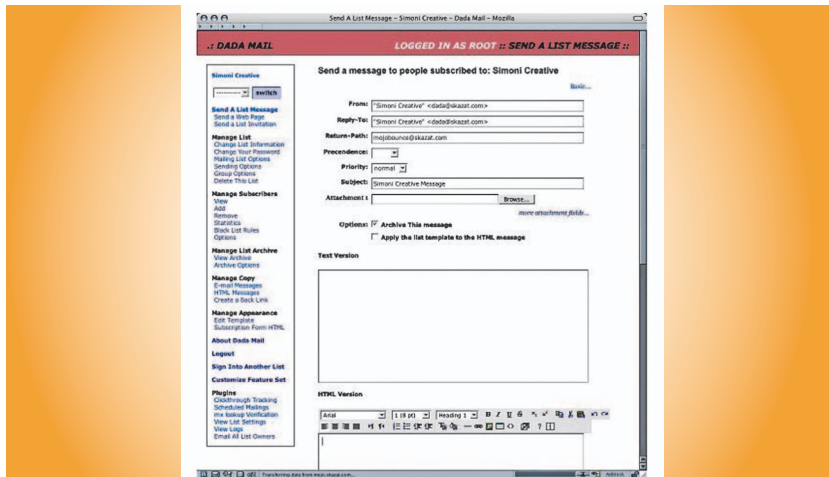 Send A List Message – Simoni Creative – Dada Mail – Mozilla
.: DADA MAIL
LOGGED IN AS ROOT :: SEND A LIST MESSAGE ::
Simoni Creative
switch
Send A List Message
Send a Web Page
Send a List Invitation
Manage List
Change List Information
Change Your Password
Mailing List Options
Sending Options
Group Options
Delete This List
Manage Subscribers
View
Add
Remove
Statistics
Black List Rules
Options
Manage List Archive
View Archive
Archive Options
Manage Copy
E-mail Messages
HTML Messages
Create a Back Link
Manage Appearance
Edit Template
Subscription Form HTML
About Dada Mail
Logout
Sign Into Another List
Customize Feature Set
Plugins
Clickthrough Tracking
Scheduled Mailings
mx lookup Verification
View List Settings
View Logs
Email All List Owners
Send a message to people subscribed to: Simoni Creative
Basic...
From: "Simoni Creative" <dada@skazat.com>
Reply-To: "Simoni Creative" <dada@skazat.com>
Return-Path: mojobounce@skazat.com
Precendence:
Priority: normal
Subject: Simoni Creative Message
Attachment : Browse...
more attachment fields...
Options: Archive This message
Apply the list template to the HTML message
Text Version
HTML Version
Arial 1 (8 pt) Heading 1 B I U S
Transferring data from mojo.skazat.com...